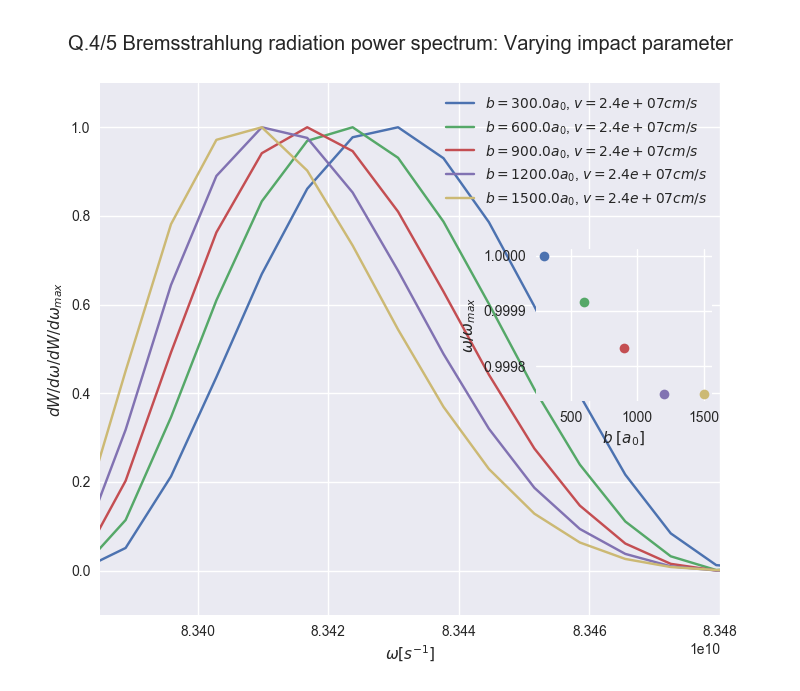 Q.4/5 Bremsstrahlung radiation power spectrum: Varying impact parameter
b = 300.0a₀, v = 2.4e + 07cm/s
b = 600.0a₀, v = 2.4e + 07cm/s
b = 900.0a₀, v = 2.4e + 07cm/s
b = 1200.0a₀, v = 2.4e + 07cm/s
b = 1500.0a₀, v = 2.4e + 07cm/s
1.0
0.8
0.6
0.4
0.2
0.0
dW/dω/dW/dω_max
1.0000
0.9999
0.9998
ω/ω_max
500 1000 1500
b [a₀]
8.340 8.342 8.344 8.346 8.348
1e10
ω[s⁻¹]